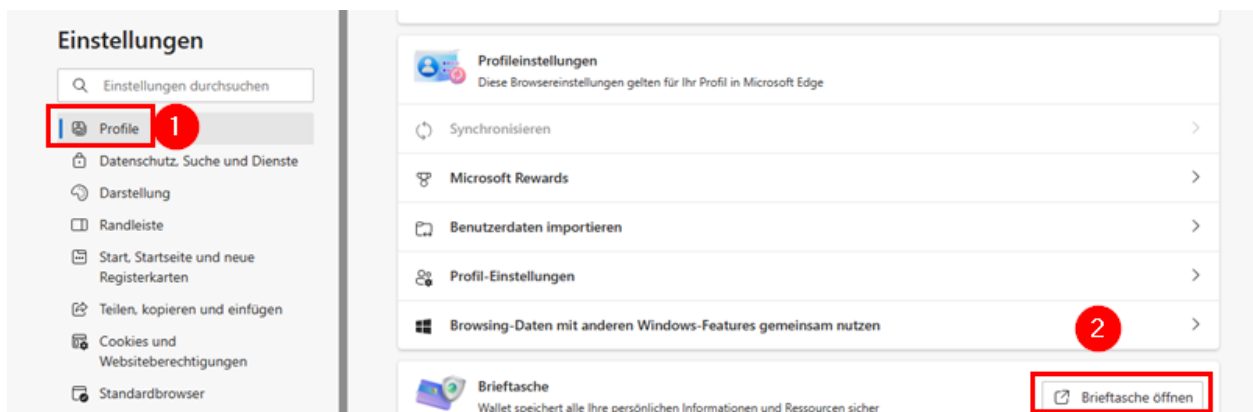 Einstellungen
Einstellungen durchsuchen
Profile
1
Datenschutz, Suche und Dienste
Darstellung
Randleiste
Start, Startseite und neue
Registerkarten
Teilen, kopieren und einfügen
Cookies und
Websiteberechtigungen
Standardbrowser
Profileinstellungen
Diese Browsereinstellungen gelten für Ihr Profil in Microsoft Edge
Synchronisieren
Microsoft Rewards
Benutzerdaten importieren
Profil-Einstellungen
Browsing-Daten mit anderen Windows-Features gemeinsam nutzen
2
Brieftasche
Wallet speichert alle Ihre persönlichen Informationen und Ressourcen sicher
Brieftasche öffnen